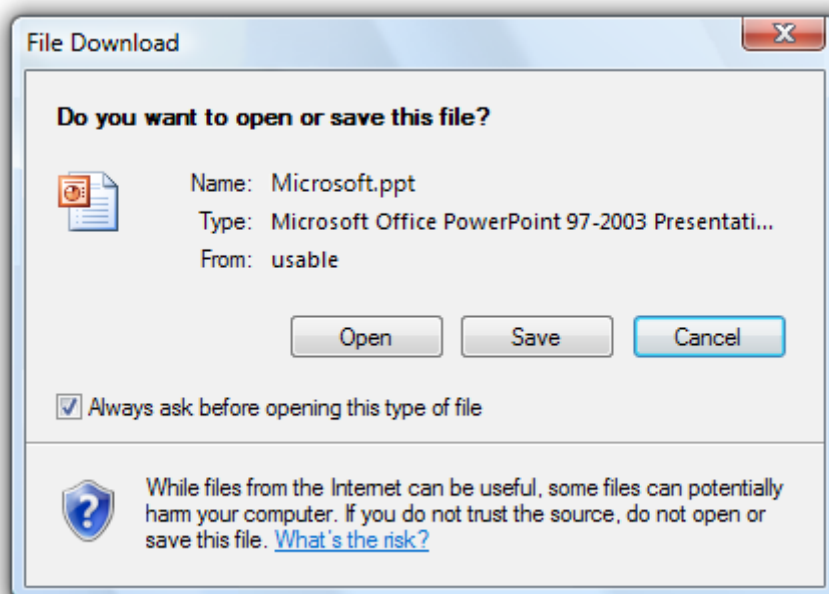 File Download
Do you want to open or save this file?
Name: Microsoft.ppt
Type: Microsoft Office PowerPoint 97-2003 Presentati...
From: usable
Open Save Cancel
Always ask before opening this type of file
While files from the Internet can be useful, some files can potentially
harm your computer. If you do not trust the source, do not open or
save this file. What's the risk?